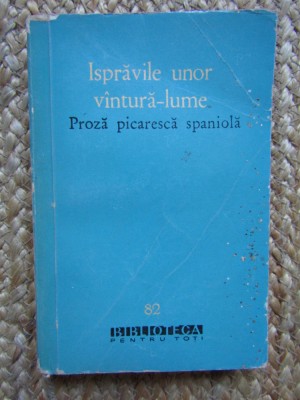 Isprăvile unor
vîntură-lume
Proză picarescă spaniolă
82
BIBLIOTECA
PENTRU TOȚI